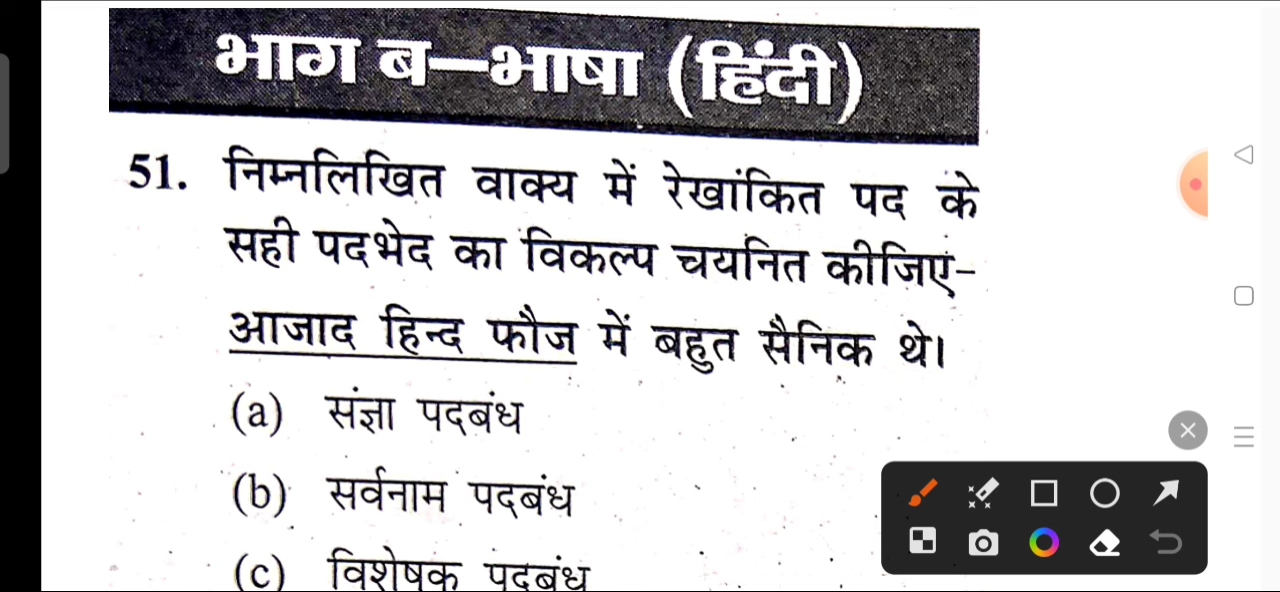 भाग ब—भाषा (हिंदी)
51. निम्नलिखित वाक्य में रेखांकित पद के
सही पदभेद का विकल्प चयनित कीजिए-
आजाद हिन्द फौज में बहुत सैनिक थे।
(a) संज्ञा पदबंध
(b) सर्वनाम पदबंध
(c) विशेषक पदबंध